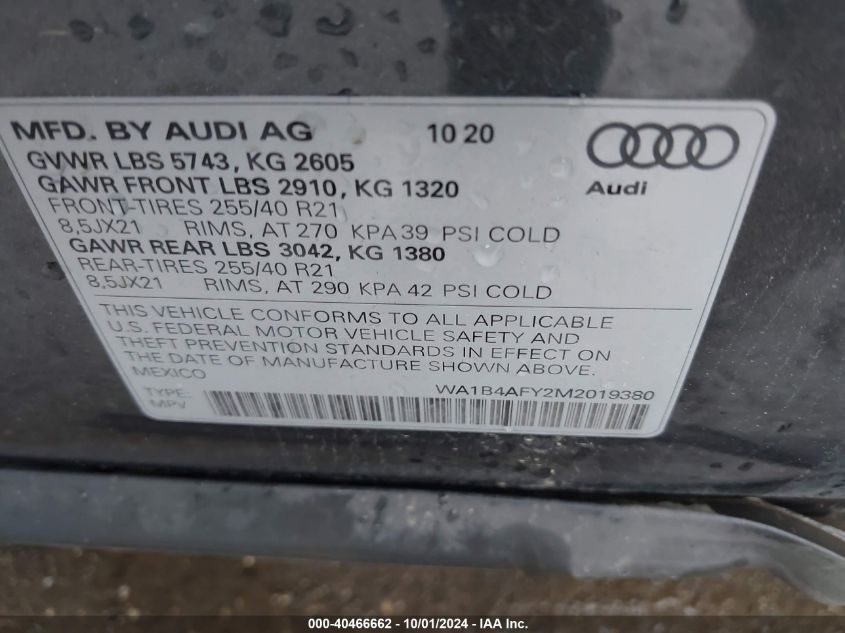 MFD. BY AUDI AG 10 20
GVWR LBS 5743, KG 2605
GAWR FRONT LBS 2910, KG 1320
FRONT-TIRES 255/40 R21
8,5JX21 RIMS, AT 270 KPA 39 PSI COLD
GAWR REAR LBS 3042, KG 1380
REAR-TIRES 255/40 R21
8,5JX21 RIMS, AT 290 KPA 42 PSI COLD
Audi
THIS VEHICLE CONFORMS TO ALL APPLICABLE
U.S. FEDERAL MOTOR VEHICLE SAFETY AND
THEFT PREVENTION STANDARDS IN EFFECT ON
THE DATE OF MANUFACTURE SHOWN ABOVE.
MEXICO
WA1B4AFY2M2019380
TYPE:
MPV
000-40466662 - 10/01/2024 - IAA Inc.